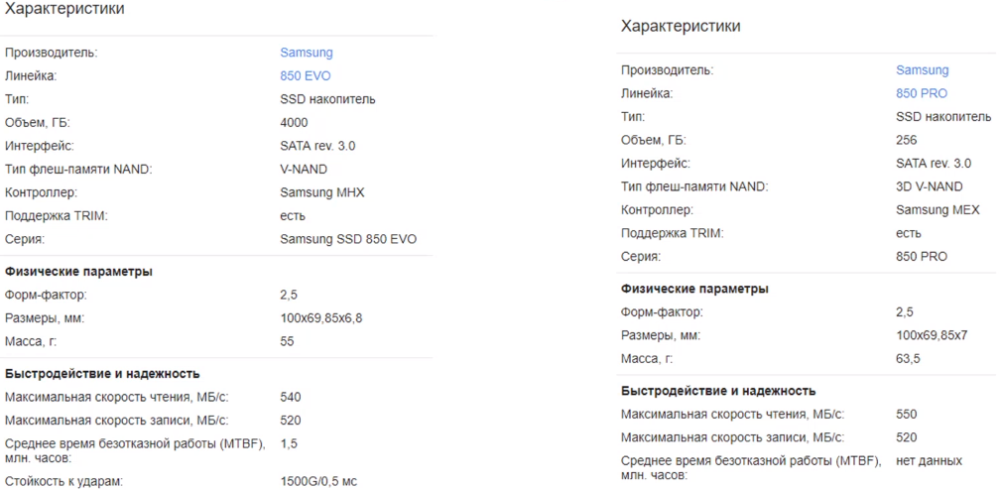 Характеристики
Производитель: Samsung
Линейка: 850 EVO
Тип: SSD накопитель
Объем, ГБ: 4000
Интерфейс: SATA rev. 3.0
Тип флеш-памяти NAND: V-NAND
Контроллер: Samsung MHX
Поддержка TRIM: есть
Серия: Samsung SSD 850 EVO
Физические параметры
Форм-фактор: 2,5
Размеры, мм: 100x69,85x6,8
Масса, г: 55
Быстродействие и надежность
Максимальная скорость чтения, МБ/с: 540
Максимальная скорость записи, МБ/с: 520
Среднее время безотказной работы (MTBF), 1,5
млн. часов:
Стойкость к ударам: 1500G/0,5 мс
Характеристики
Производитель: Samsung
Линейка: 850 PRO
Тип: SSD накопитель
Объем, ГБ: 256
Интерфейс: SATA rev. 3.0
Тип флеш-памяти NAND: 3D V-NAND
Контроллер: Samsung MEX
Поддержка TRIM: есть
Серия: 850 PRO
Физические параметры
Форм-фактор: 2,5
Размеры, мм: 100x69,85x7
Масса, г: 63,5
Быстродействие и надежность
Максимальная скорость чтения, МБ/с: 550
Максимальная скорость записи, МБ/с: 520
Среднее время безотказной работы (MTBF), нет данных
млн. часов: